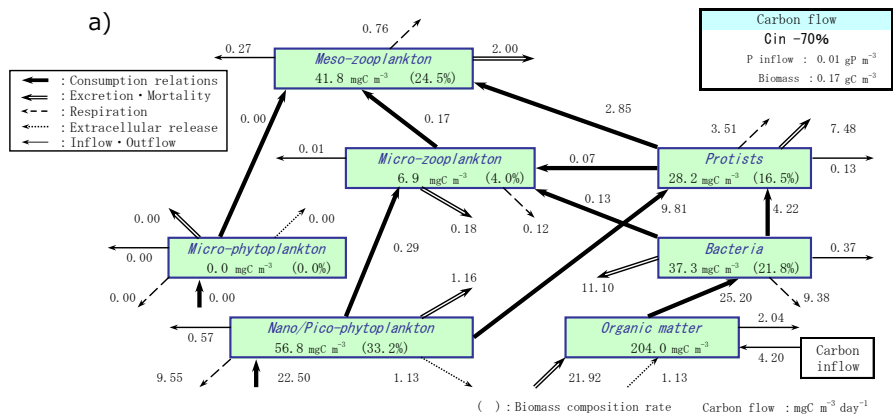 a)
Carbon flow
Cin −70%
P inflow : 0.01 gP m⁻³
Biomass : 0.17 gC m⁻³
: Consumption relations
: Excretion・Mortality
: Respiration
: Extracellular release
: Inflow・Outflow
0.76
0.27
2.00
Meso-zooplankton
41.8 mgC m⁻³ (24.5%)
0.00
0.17
2.85
3.51
7.48
0.01
Micro-zooplankton
6.9 mgC m⁻³ (4.0%)
0.07
Protists
28.2 mgC m⁻³ (16.5%)
0.13
0.13
9.81
4.22
0.00
0.00
0.18
0.12
0.29
0.00
Micro-phytoplankton
0.0 mgC m⁻³ (0.0%)
Bacteria
37.3 mgC m⁻³ (21.8%)
0.37
0.00
0.00
1.16
11.10
25.20
9.38
0.57
Nano/Pico-phytoplankton
56.8 mgC m⁻³ (33.2%)
Organic matter
204.0 mgC m⁻³
2.04
4.20
Carbon
inflow
9.55
22.50
1.13
21.92
1.13
( ) : Biomass composition rate Carbon flow : mgC m⁻³ day⁻¹